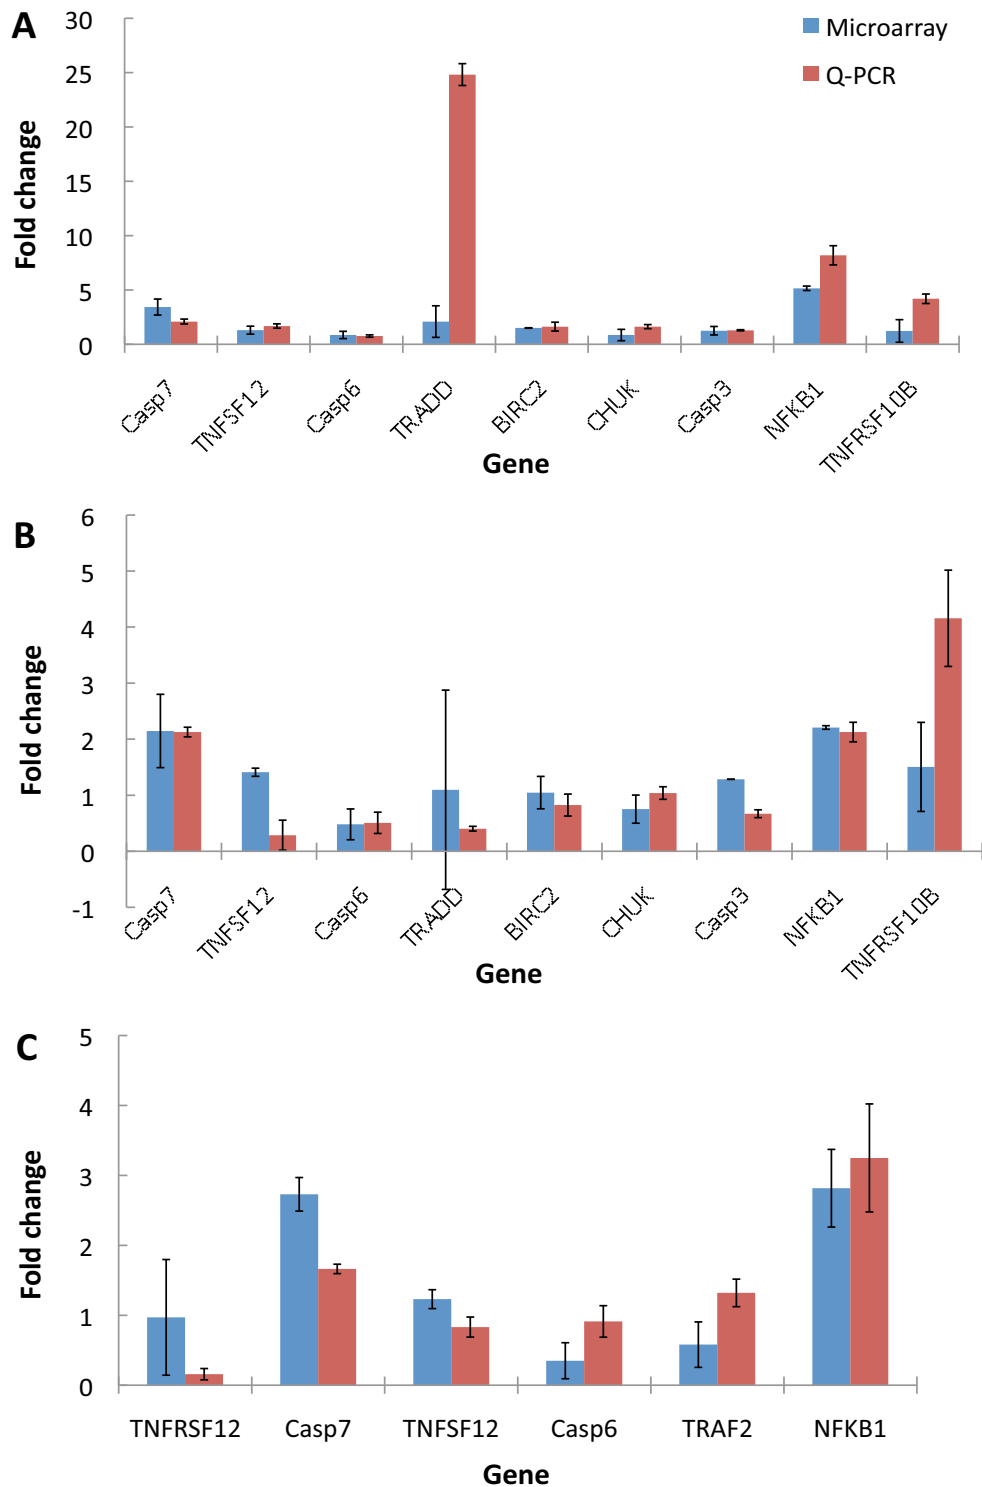 A
Microarray
Q-PCR
Fold change
30
25
20
15
10
5
0
Casp7
TNFSF12
Casp6
TRADD
BIRC2
CHUK
Casp3
NFKB1
TNFRSF10B
Gene
B
Fold change
6
5
4
3
2
1
0
-1
Casp7
TNFSF12
Casp6
TRADD
BIRC2
CHUK
Casp3
NFKB1
TNFRSF10B
Gene
C
Fold change
5
4
3
2
1
0
TNFRSF12 Casp7 TNFSF12 Casp6 TRAF2 NFKB1
Gene